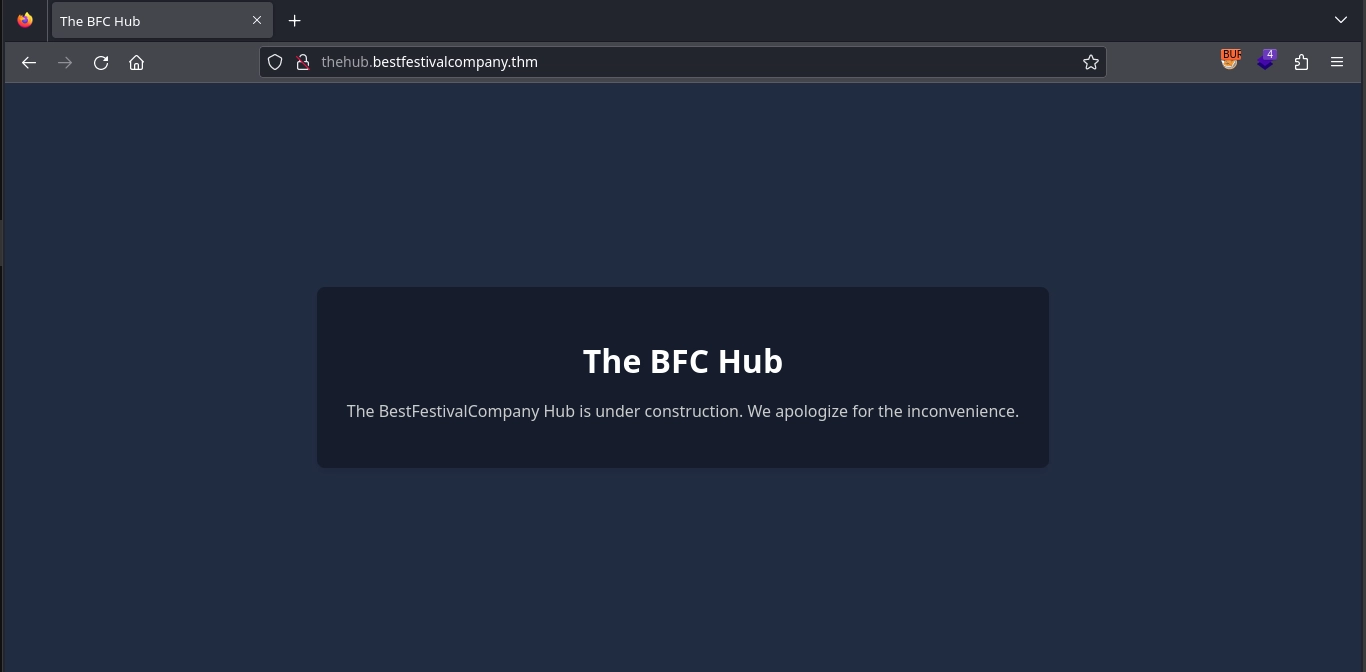 The BFC Hub
thehub.bestfestivalcompany.thm
BUR
4
The BFC Hub
The BestFestivalCompany Hub is under construction. We apologize for the inconvenience.